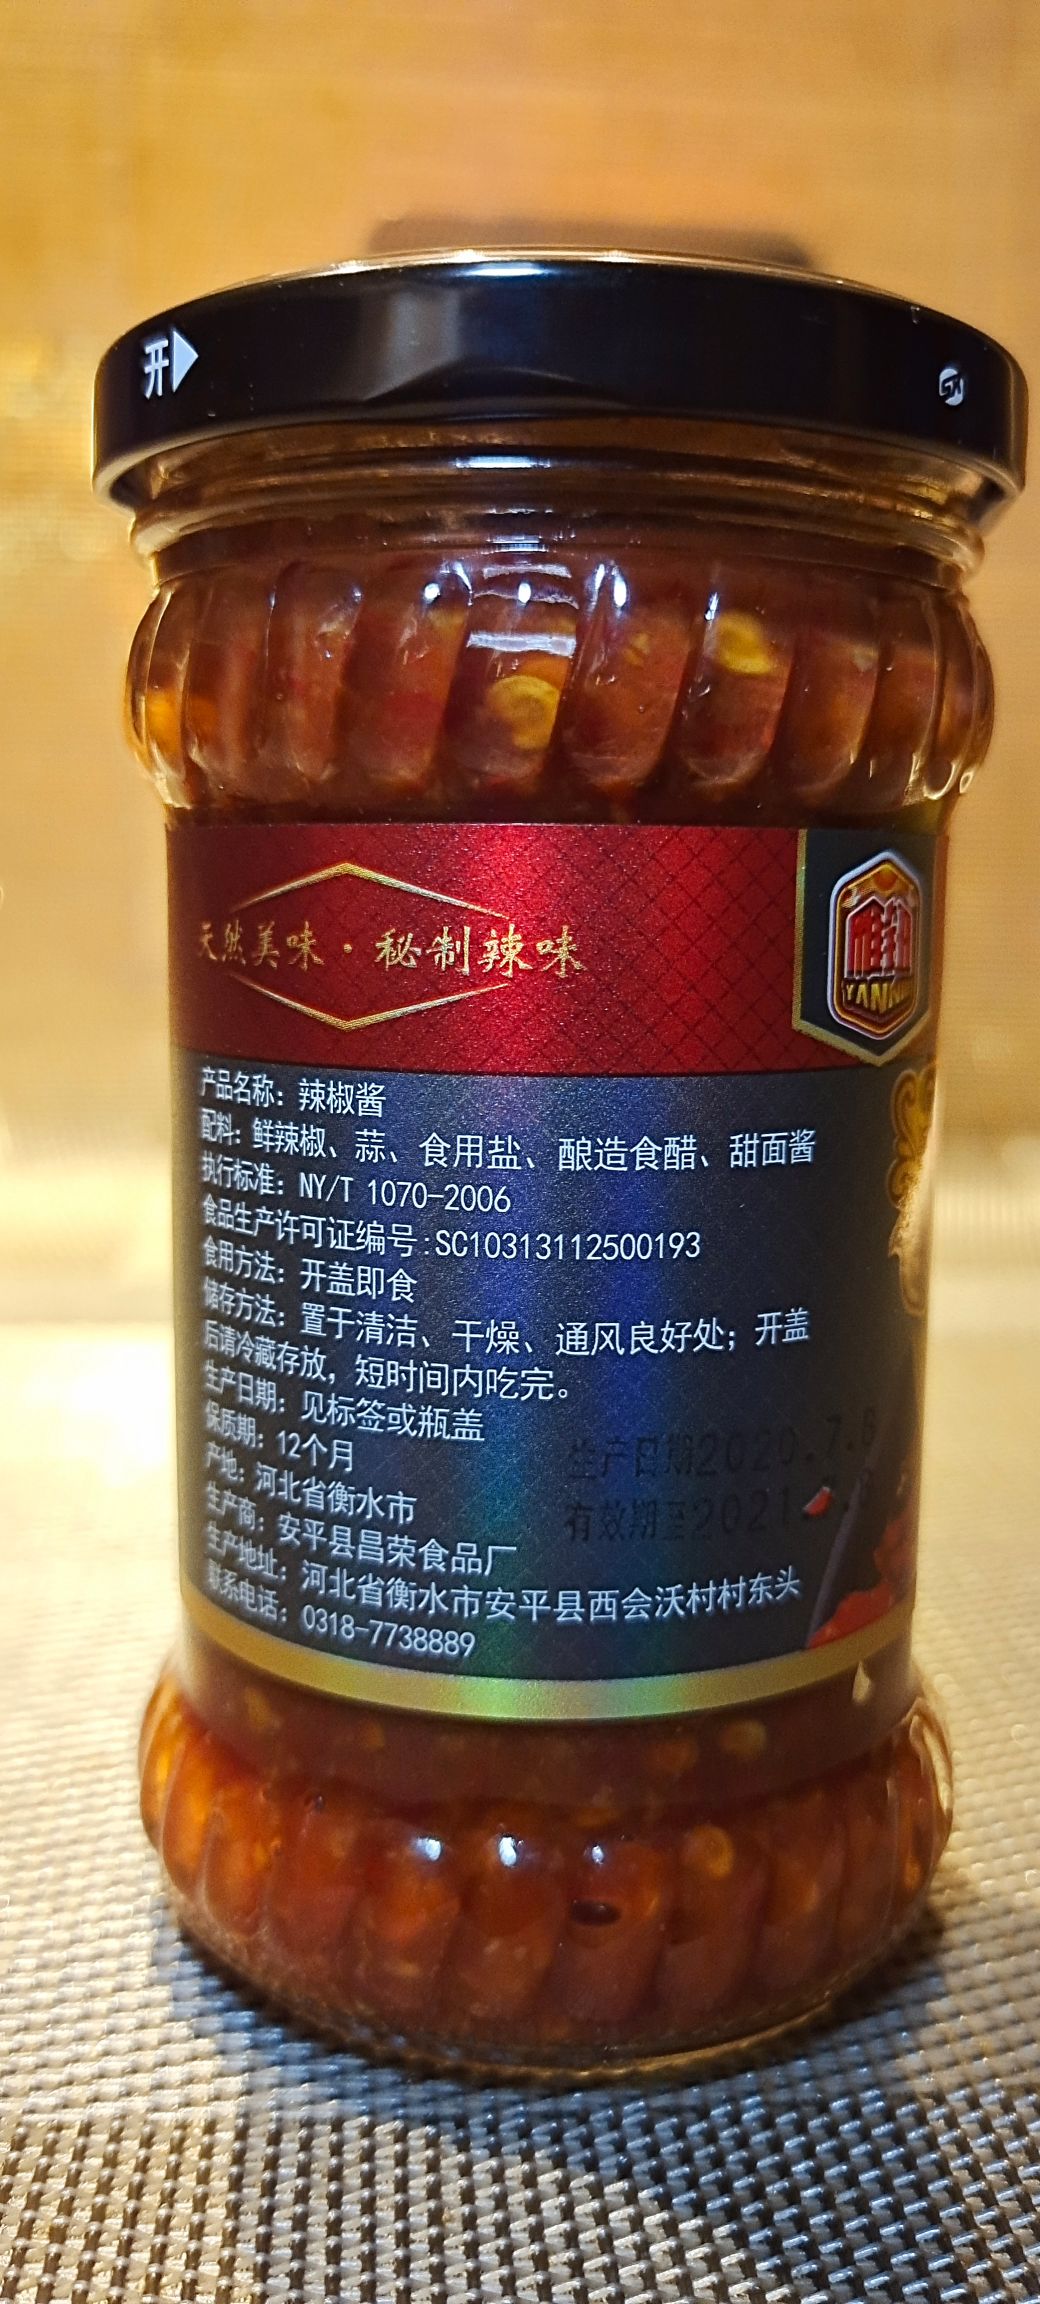 开
天然美味·秘制辣味
产品名称：辣椒酱
配料：鲜辣椒、蒜、食用盐、酿造食醋、甜面酱
执行标准：NY/T 1070-2006
食品生产许可证编号:SC10313112500193
食用方法：开盖即食
储存方法：置于清洁、干燥、通风良好处；开盖
后请冷藏存放，短时间内吃完。
生产日期：见标签或瓶盖
保质期：12个月
产地：河北省衡水市
生产商：安平县昌荣食品厂
生产地址：河北省衡水市安平县西会沃村村东头
联系电话：0318-7738889
生产日期2020.7.8
有效期至2021